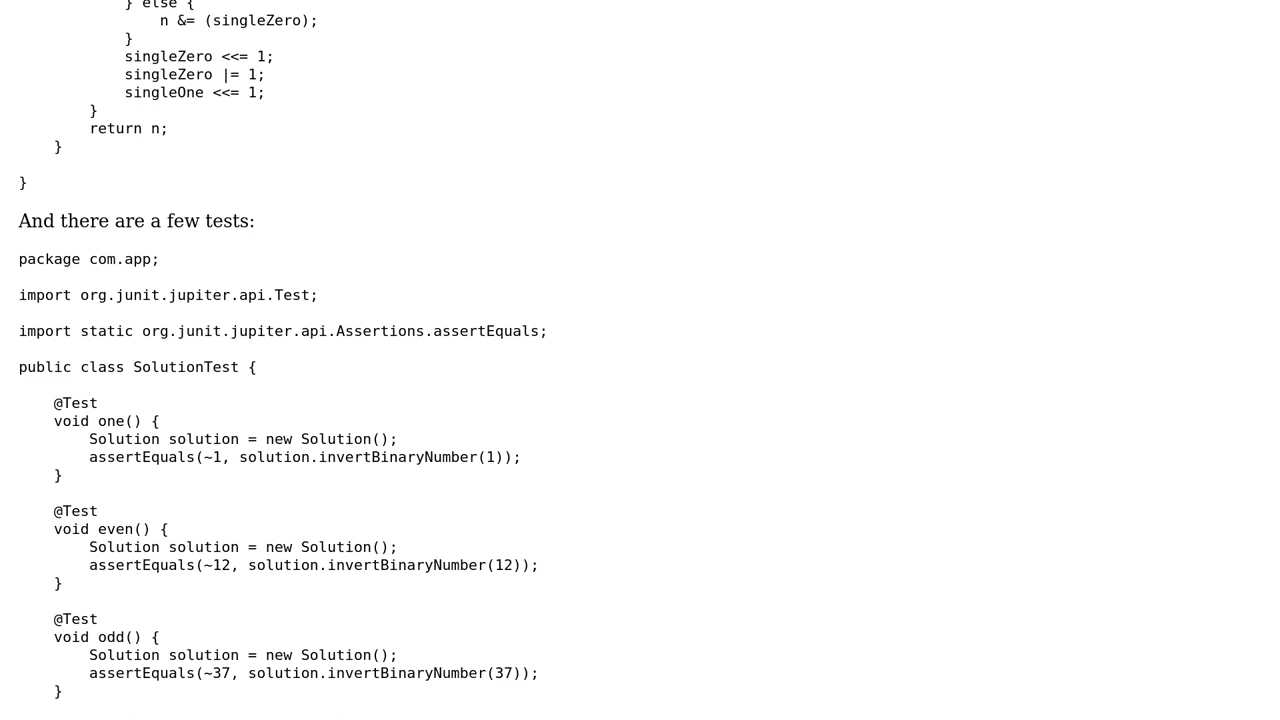 } else {
                n &= (singleZero);
            }
            singleZero <<= 1;
            singleZero |= 1;
            singleOne <<= 1;
        }
        return n;
    }

}
And there are a few tests:
package com.app;

import org.junit.jupiter.api.Test;

import static org.junit.jupiter.api.Assertions.assertEquals;

public class SolutionTest {

    @Test
    void one() {
        Solution solution = new Solution();
        assertEquals(~1, solution.invertBinaryNumber(1));
    }

    @Test
    void even() {
        Solution solution = new Solution();
        assertEquals(~12, solution.invertBinaryNumber(12));
    }

    @Test
    void odd() {
        Solution solution = new Solution();
        assertEquals(~37, solution.invertBinaryNumber(37));
    }